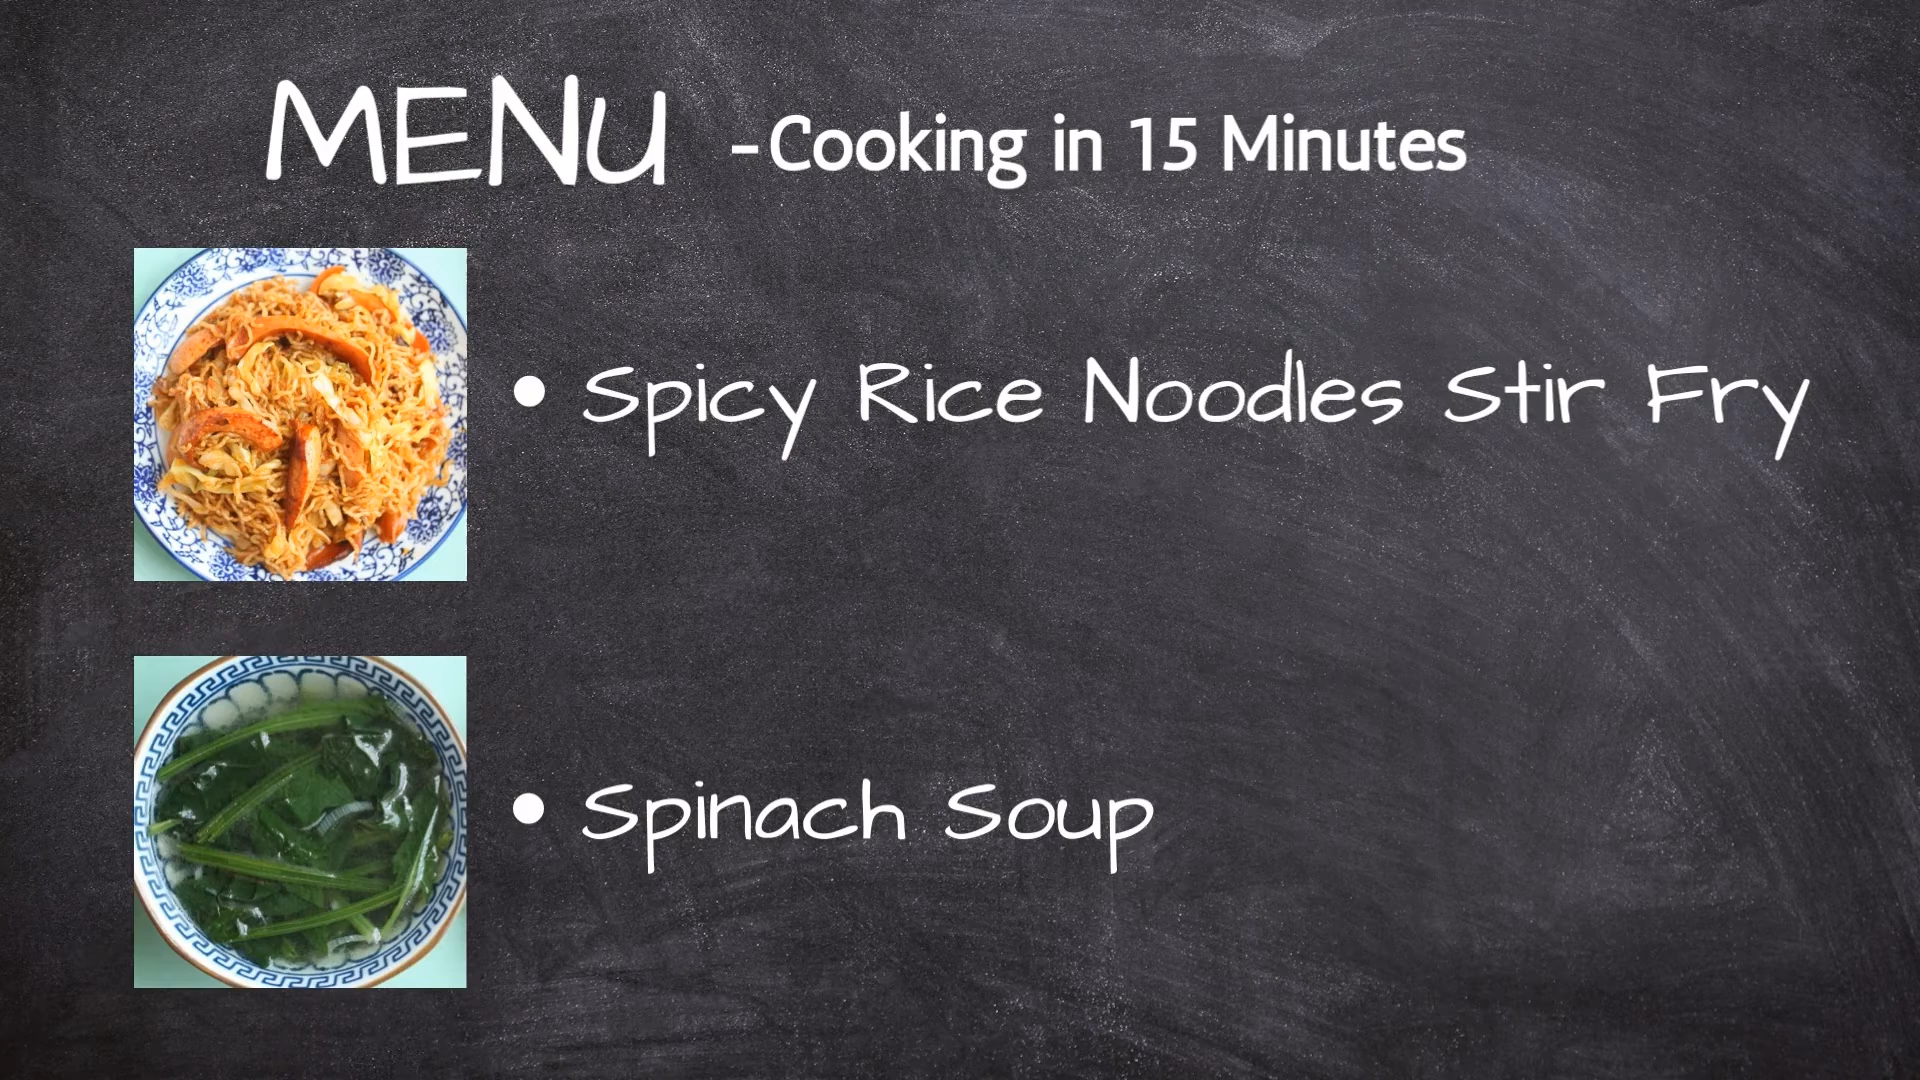 MENU -Cooking in 15 Minutes
• Spicy Rice Noodles Stir Fry
• Spinach Soup